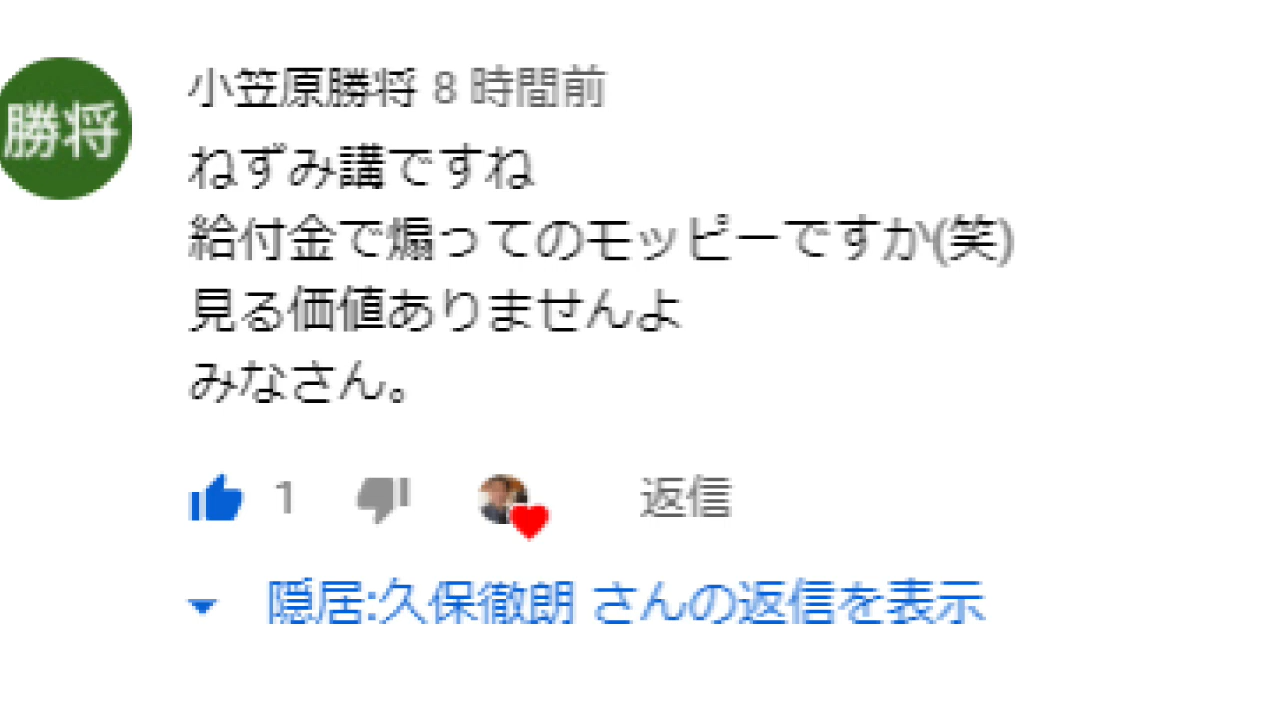 勝将
小笠原勝将 8 時間前
ねずみ講ですね
給付金で煽ってのモッピーですか(笑)
見る価値ありませんよ
みなさん。
1
返信
隠居:久保徹朗 さんの返信を表示